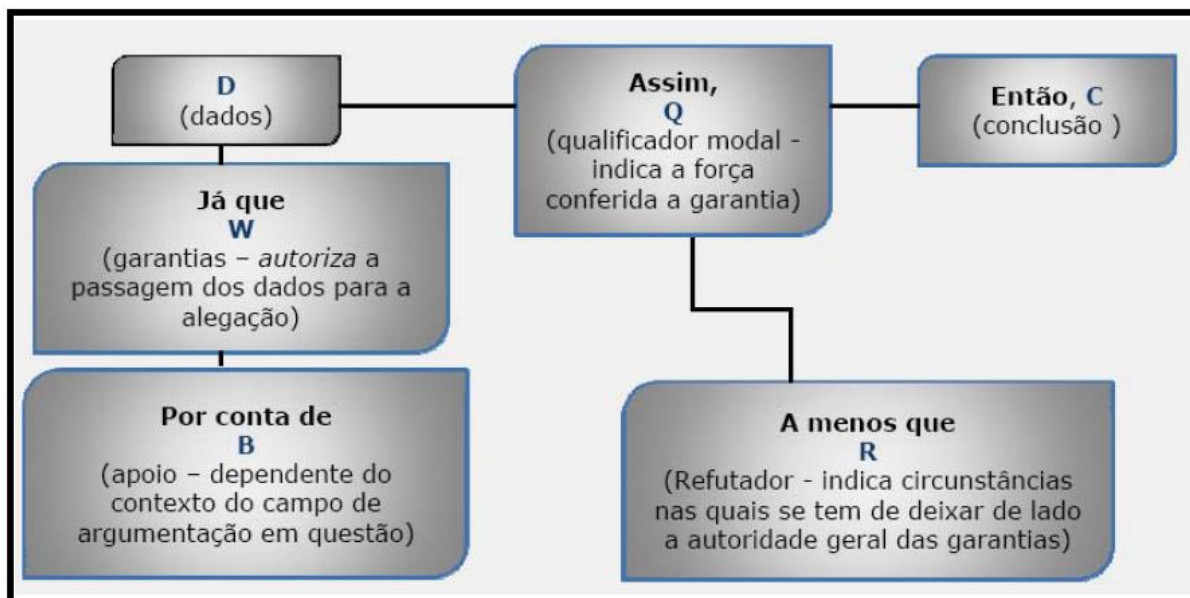 D
(dados)
Assim,
Q
(qualificador modal -
indica a força
conferida a garantia)
Então, C
(conclusão )
Já que
W
(garantias – autoriza a
passagem dos dados para a
alegação)
Por conta de
B
(apoio – dependente do
contexto do campo de
argumentação em questão)
A menos que
R
(Refutador - indica circunstâncias
nas quais se tem de deixar de lado
a autoridade geral das garantias)